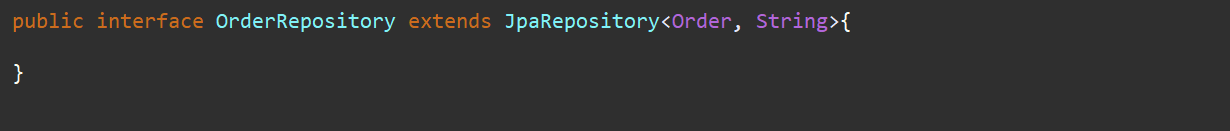 public interface OrderRepository extends JpaRepository<Order, String>{
}